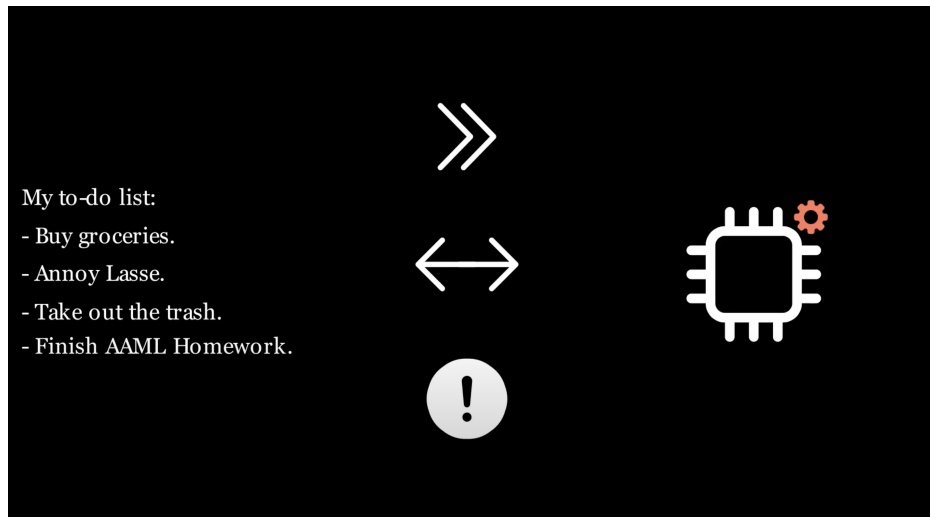 My to-do list:
- Buy groceries.
- Annoy Lasse.
- Take out the trash.
- Finish AAML Homework.
!